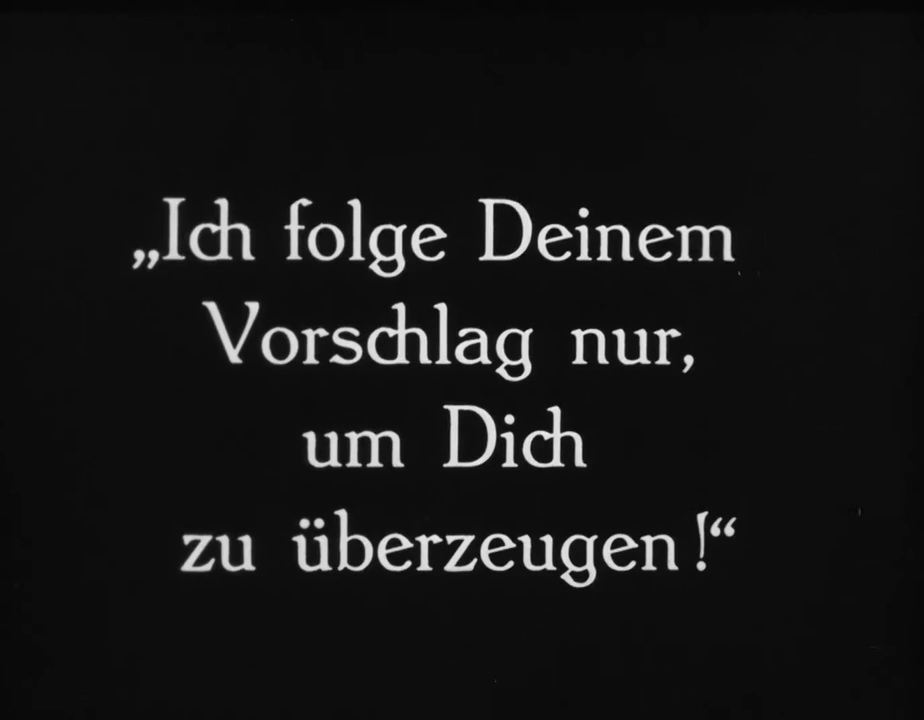 „Ich folge Deinem
Vorschlag nur,
um Dich
zu überzeugen!“